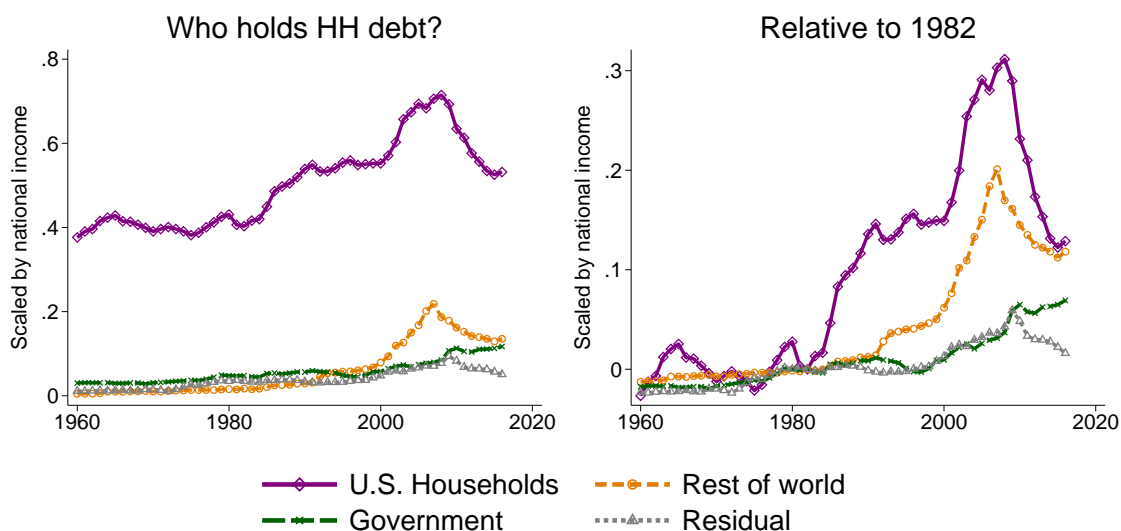 Who holds HH debt?
Scaled by national income
.8
.6
.4
.2
0
1960 1980 2000 2020
Relative to 1982
Scaled by national income
.3
.2
.1
0
1960 1980 2000 2020
U.S. Households Rest of world
Government Residual